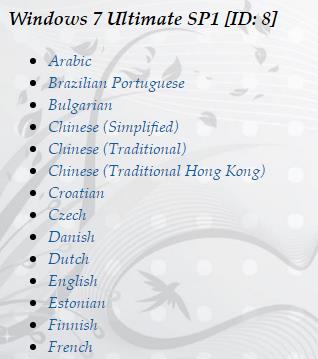 Windows 7 Ultimate SP1 [ID: 8]
Arabic
Brazilian Portuguese
Bulgarian
Chinese (Simplified)
Chinese (Traditional)
Chinese (Traditional Hong Kong)
Croatian
Czech
Danish
Dutch
English
Estonian
Finnish
French